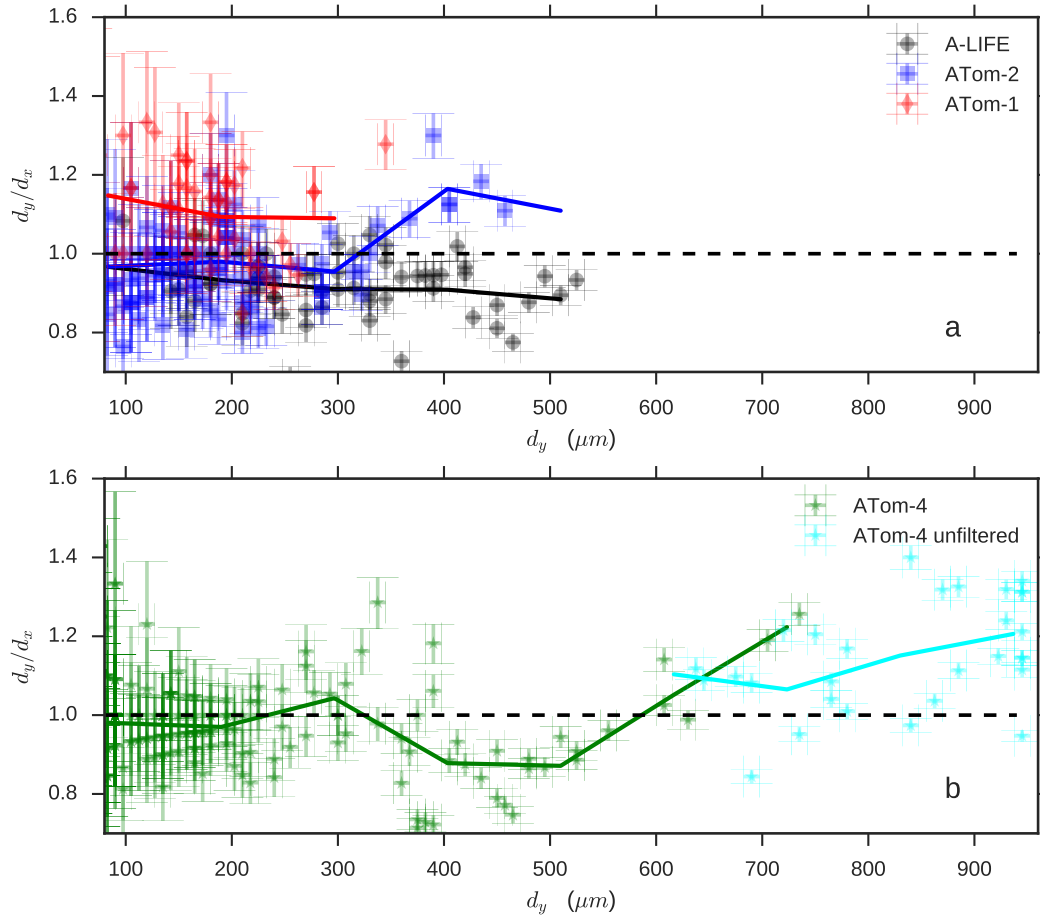 1.6
1.4
1.2
1.0
0.8
d_y/d_x
A-LIFE
ATom-2
ATom-1
a
100 200 300 400 500 600 700 800 900
d_y (μm)
1.6
1.4
1.2
1.0
0.8
d_y/d_x
ATom-4
ATom-4 unfiltered
b
100 200 300 400 500 600 700 800 900
d_y (μm)